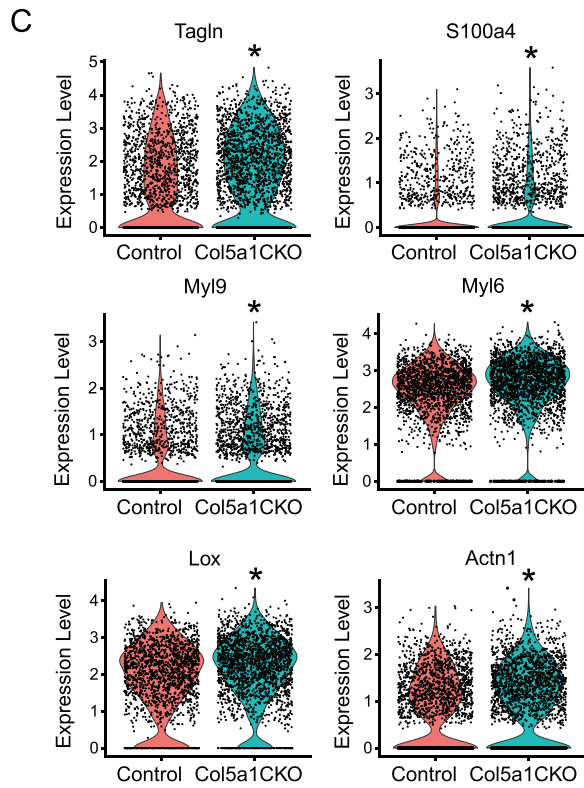 C
Tagln
*
Expression Level
5
4
3
2
1
0
Control Col5a1CKO
S100a4
*
3
2
1
0
Expression Level
Control Col5a1CKO
Myl9
*
Expression Level
3
2
1
0
Control Col5a1CKO
Myl6
*
Expression Level
4
3
2
1
0
Control Col5a1CKO
Lox
*
Expression Level
4
3
2
1
0
Control Col5a1CKO
Actn1
*
Expression Level
3
2
1
0
Control Col5a1CKO